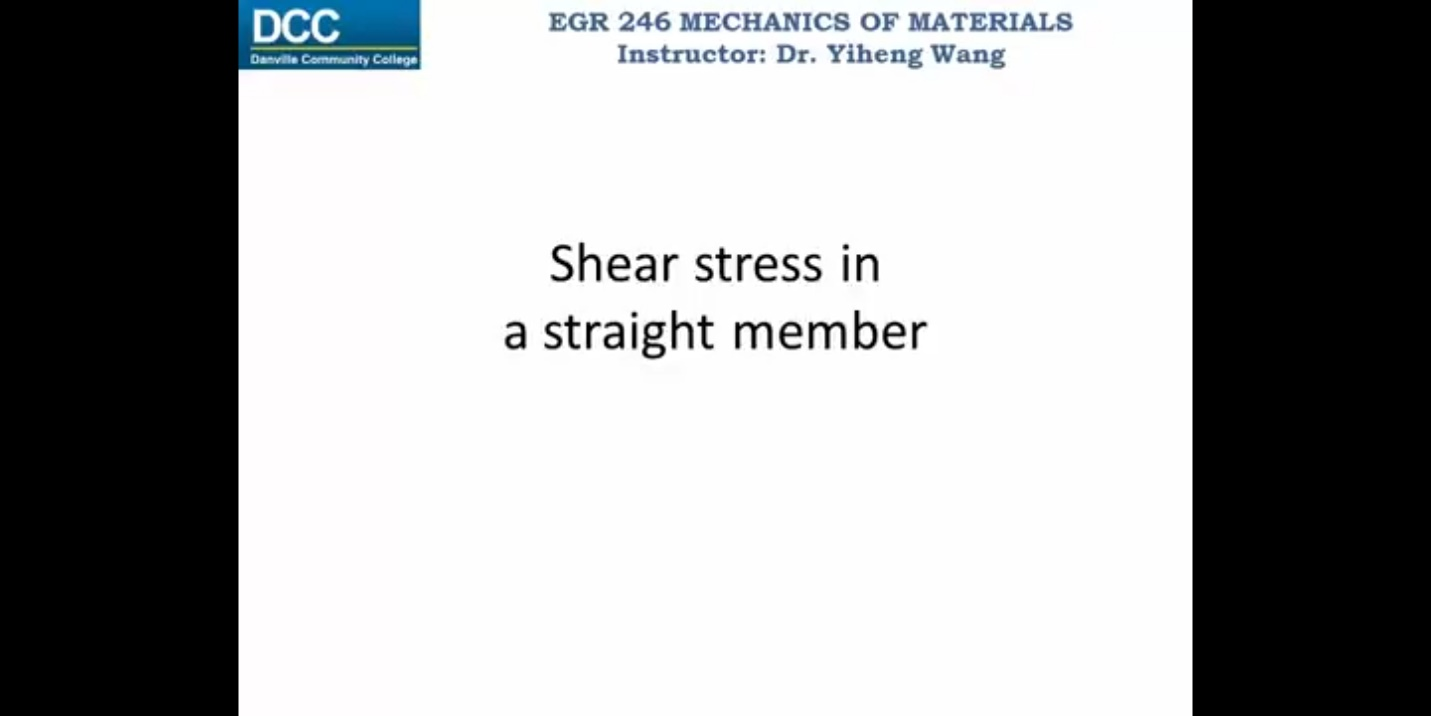 DCC
Danville Community College
EGR 246 MECHANICS OF MATERIALS
Instructor: Dr. Yiheng Wang
Shear stress in
a straight member